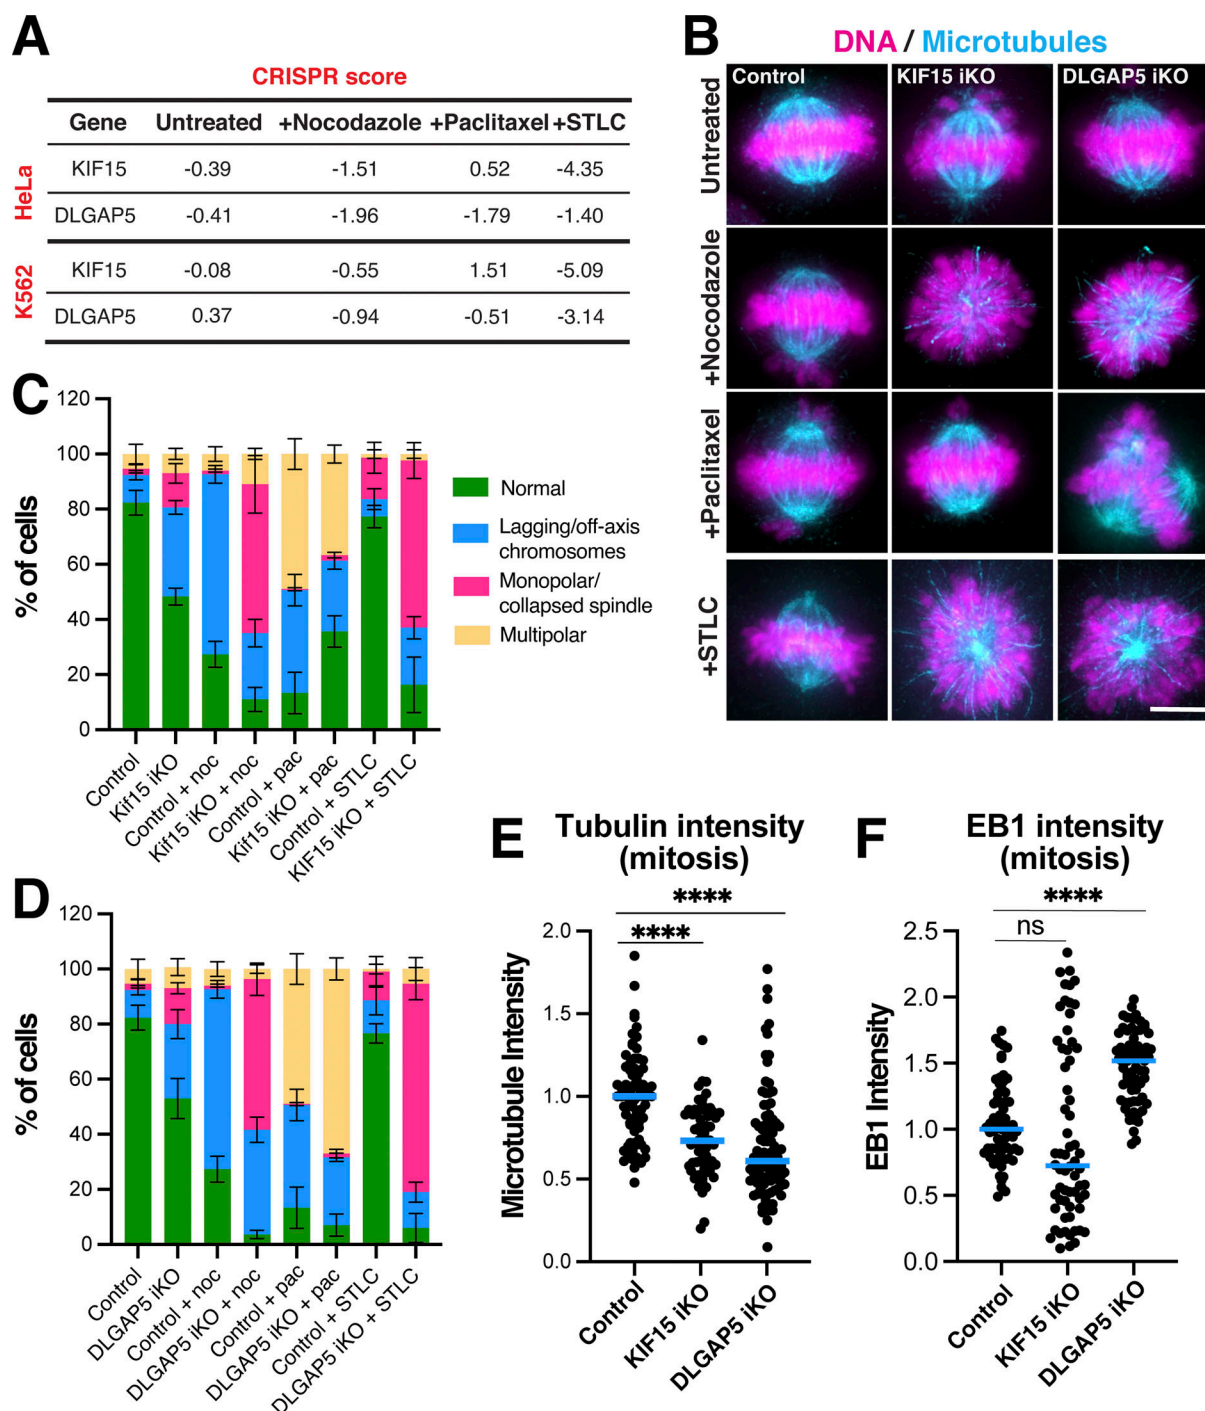 A
CRISPR score
Gene Untreated +Nocodazole +Paclitaxel +STLC
HeLa
KIF15 -0.39 -1.51 0.52 -4.35
DLGAP5 -0.41 -1.96 -1.79 -1.40
K562
KIF15 -0.08 -0.55 1.51 -5.09
DLGAP5 0.37 -0.94 -0.51 -3.14
B
DNA / Microtubules
Control KIF15 iKO DLGAP5 iKO
Untreated
+Nocodazole
+Paclitaxel
+STLC
C
% of cells
120
100
80
60
40
20
0
Control
Kif15 iKO
Control + noc
Kif15 iKO + noc
Control + pac
Kif15 iKO + pac
Control + STLC
KIF15 iKO + STLC
Normal
Lagging/off-axis
chromosomes
Monopolar/
collapsed spindle
Multipolar
D
% of cells
120
100
80
60
40
20
0
Control
DLGAP5 iKO
Control + noc
DLGAP5 iKO + noc
Control + pac
DLGAP5 iKO + pac
Control + STLC
DLGAP5 iKO + STLC
E
Tubulin intensity
(mitosis)
****
****
Microtubule Intensity
2.0
1.5
1.0
0.5
0.0
Control
KIF15 iKO
DLGAP5 iKO
F
EB1 intensity
(mitosis)
****
ns
EB1 Intensity
2.5
2.0
1.5
1.0
0.5
0.0
Control
KIF15 iKO
DLGAP5 iKO